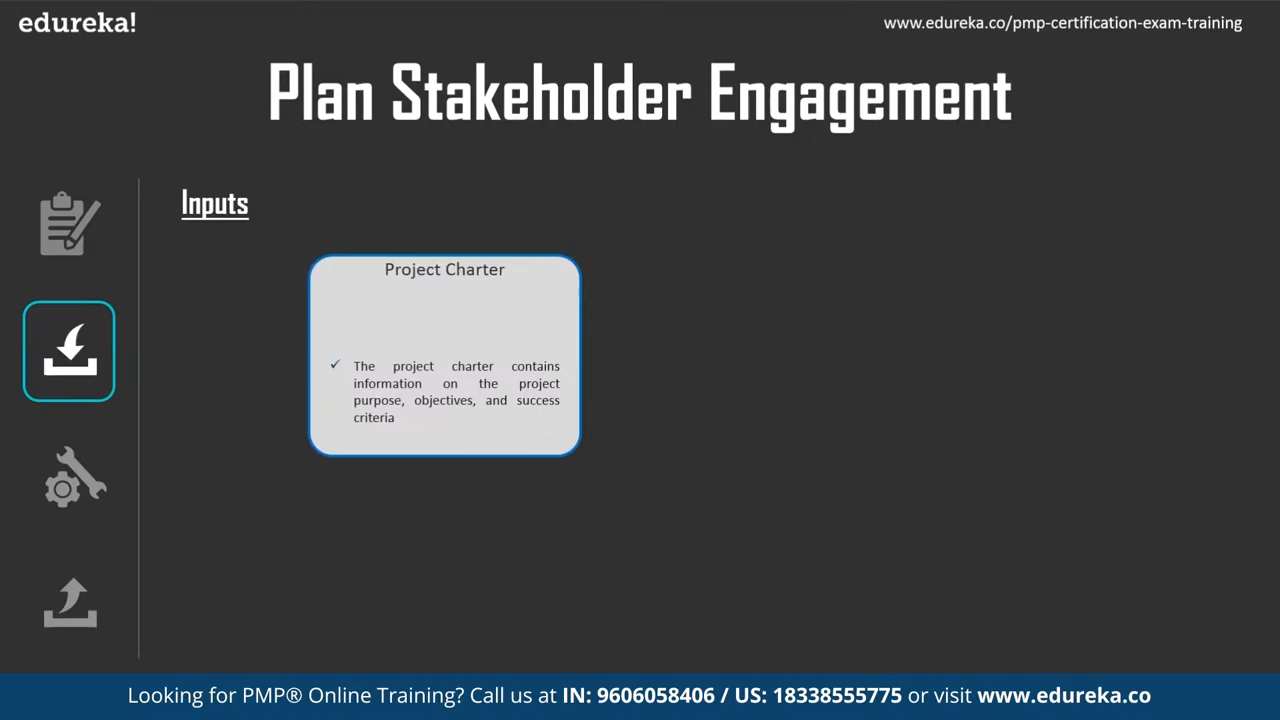 edureka!
www.edureka.co/pmp-certification-exam-training
Plan Stakeholder Engagement
Inputs
Project Charter
✓ The project charter contains
information on the project
purpose, objectives, and success
criteria
Looking for PMP® Online Training? Call us at IN: 9606058406 / US: 18338555775 or visit www.edureka.co